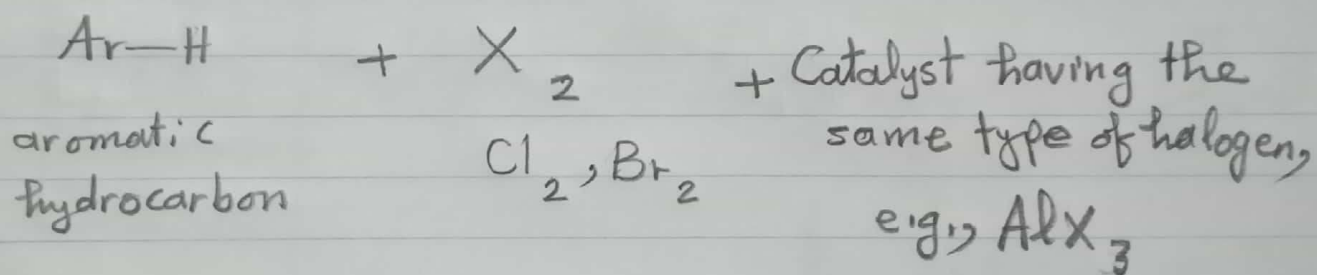 Ar—H + X₂ + Catalyst having the
aromatic Cl₂, Br₂ same type of halogen,
hydrocarbon e.g., AlX₃